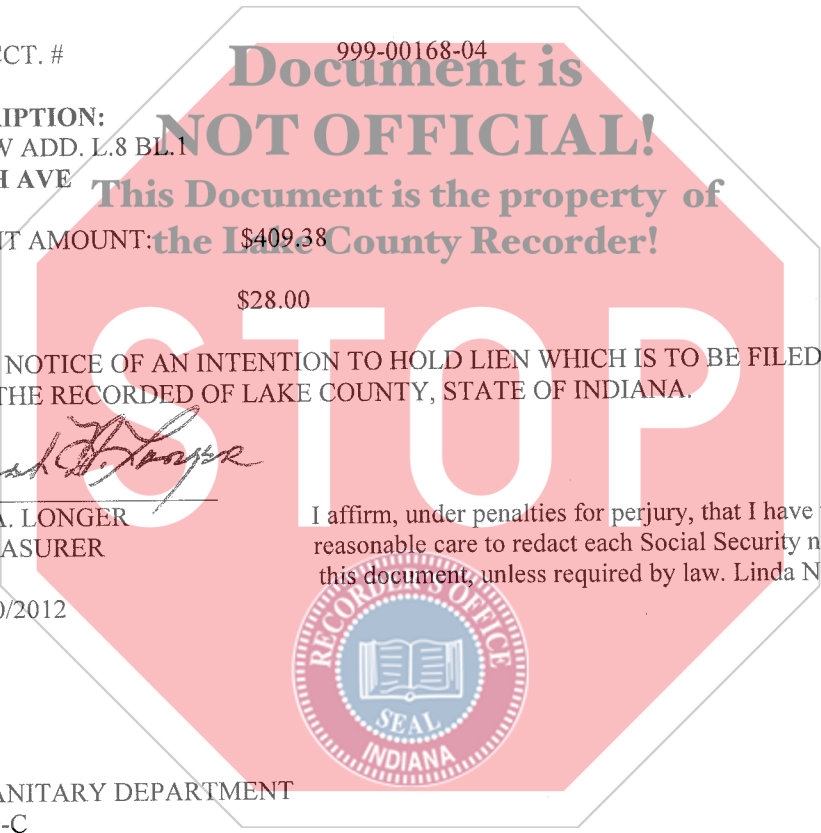 CCT. # 999-00168-04
Document is
RIPTION:
NOT OFFICIAL!
W ADD. L.8 BL.1
H AVE
This Document is the property of
NT AMOUNT: $409.38
the Lake County Recorder!
$28.00
STOP
NOTICE OF AN INTENTION TO HOLD LIEN WHICH IS TO BE FILED
THE RECORDED OF LAKE COUNTY, STATE OF INDIANA.
A. LONGER
ASURER
I affirm, under penalties for perjury, that I have
reasonable care to redact each Social Security n
this document, unless required by law. Linda N
0/2012
RECORDER'S OFFICE
SEAL
INDIANA
ANITARY DEPARTMENT
-C